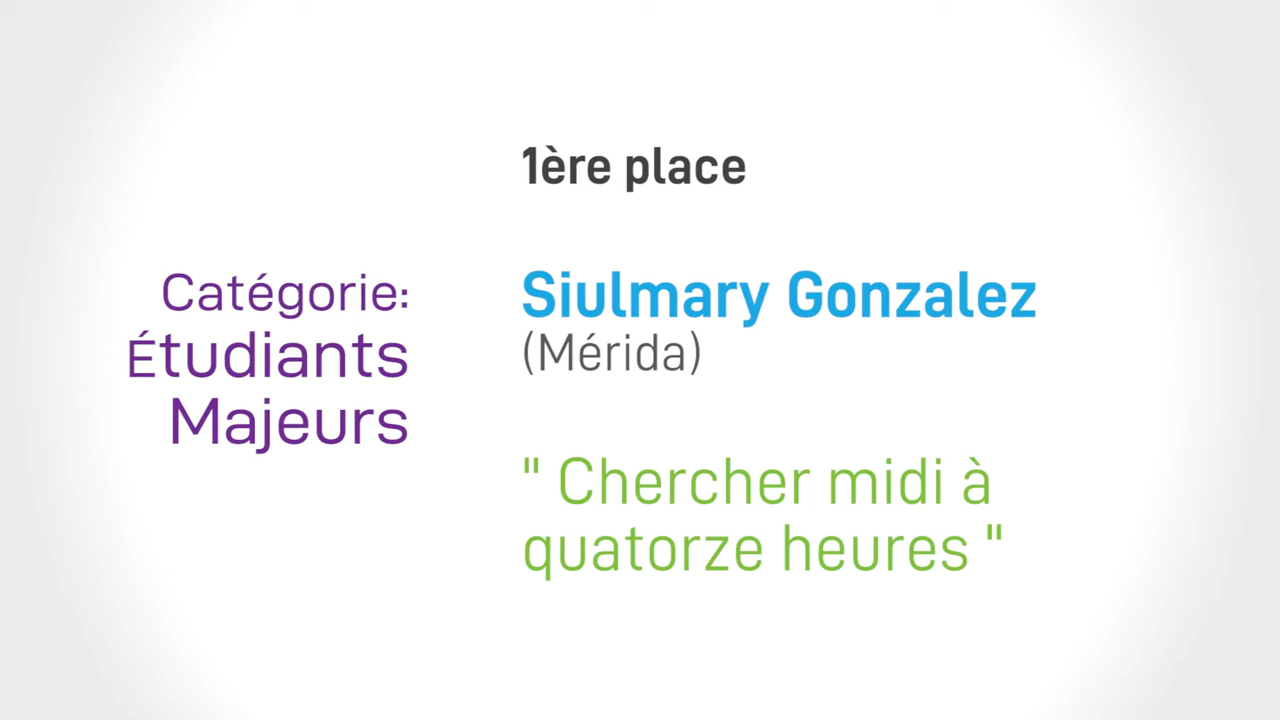 1ère place
Catégorie:
Étudiants
Majeurs
Siulmary Gonzalez
(Mérida)
" Chercher midi à
quatorze heures "